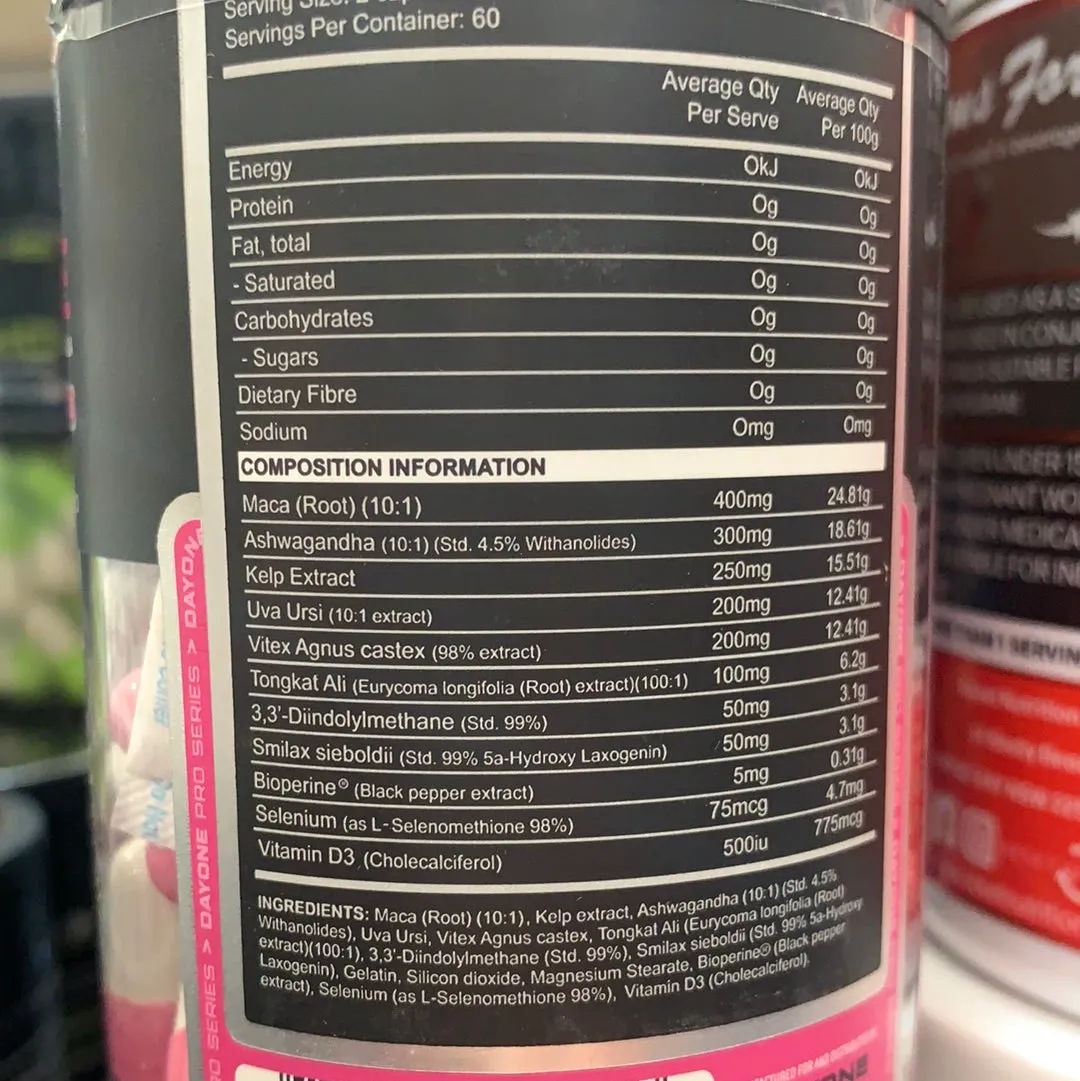 Servings Per Container: 60
Average Qty Per Serve Average Qty Per 100g
Energy 0kJ 0kJ
Protein 0g 0g
Fat, total 0g 0g
- Saturated 0g 0g
Carbohydrates 0g 0g
- Sugars 0g 0g
Dietary Fibre 0g 0g
Sodium 0mg 0mg
COMPOSITION INFORMATION
Maca (Root) (10:1) 400mg 24.81g
Ashwagandha (10:1) (Std. 4.5% Withanolides) 300mg 18.61g
Kelp Extract 250mg 15.51g
Uva Ursi (10:1 extract) 200mg 12.41g
Vitex Agnus castex (98% extract) 200mg 12.41g
Tongkat Ali (Eurycoma longifolia (Root) extract)(100:1) 100mg 6.2g
3,3'-Diindolylmethane (Std. 99%) 50mg 3.1g
Smilax sieboldii (Std. 99% 5a-Hydroxy Laxogenin) 50mg 3.1g
Bioperine® (Black pepper extract) 5mg 0.31g
Selenium (as L-Selenomethione 98%) 75mcg 4.7mg
Vitamin D3 (Cholecalciferol) 500iu 775mcg
INGREDIENTS: Maca (Root) (10:1), Kelp extract, Ashwagandha (10:1) (Std. 4.5%
Withanolides), Uva Ursi, Vitex Agnus castex, Tongkat Ali (Eurycoma longifolia (Root)
extract)(100:1), 3,3'-Diindolylmethane (Std. 99%), Smilax sieboldii (Std. 99% 5a-Hydroxy
Laxogenin), Gelatin, Silicon dioxide, Magnesium Stearate, Bioperine® (Black pepper
extract), Selenium (as L-Selenomethione 98%), Vitamin D3 (Cholecalciferol).
SERIES > DAYONE PRO SERIES > DAYON